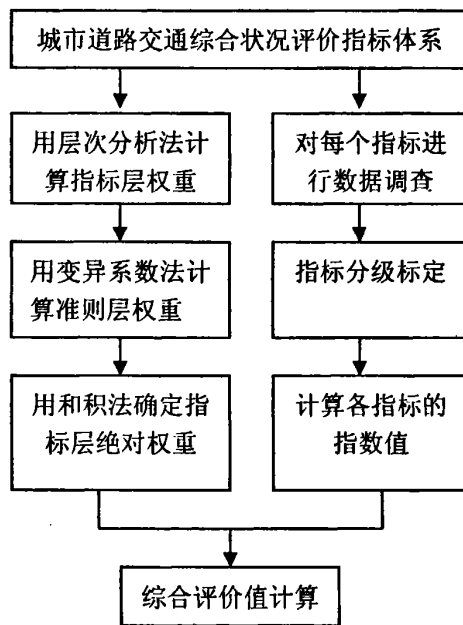 城市道路交通综合状况评价指标体系
用层次分析法计
算指标层权重
对每个指标进
行数据调查
用变异系数法计
算准则层权重
指标分级标定
用和积法确定指
标层绝对权重
计算各指标的
指数值
综合评价值计算